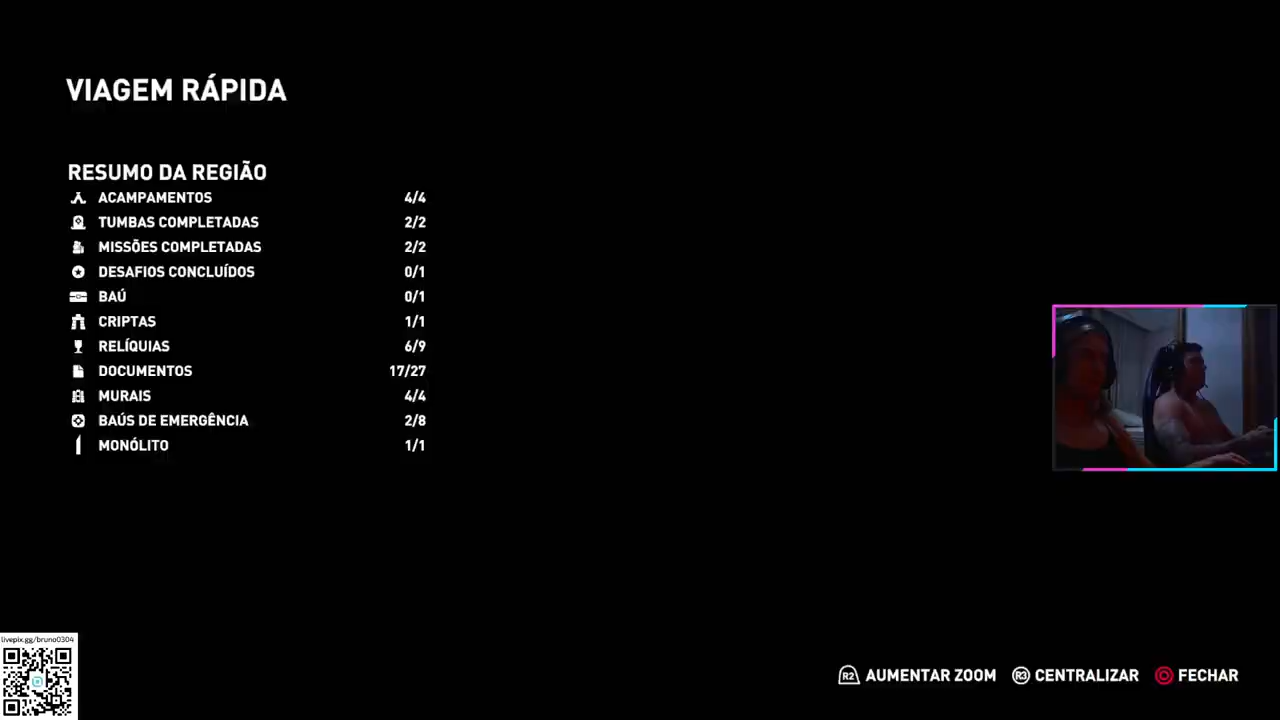 VIAGEM RÁPIDA
RESUMO DA REGIÃO
ACAMPAMENTOS 4/4
TUMBAS COMPLETADAS 2/2
MISSÕES COMPLETADAS 2/2
DESAFIOS CONCLUÍDOS 0/1
BAÚ 0/1
CRIPTAS 1/1
RELÍQUIAS 6/9
DOCUMENTOS 17/27
MURAIS 4/4
BAÚS DE EMERGÊNCIA 2/8
MONÓLITO 1/1
livepix.gg/bruno0304
R2 AUMENTAR ZOOM R3 CENTRALIZAR FECHAR